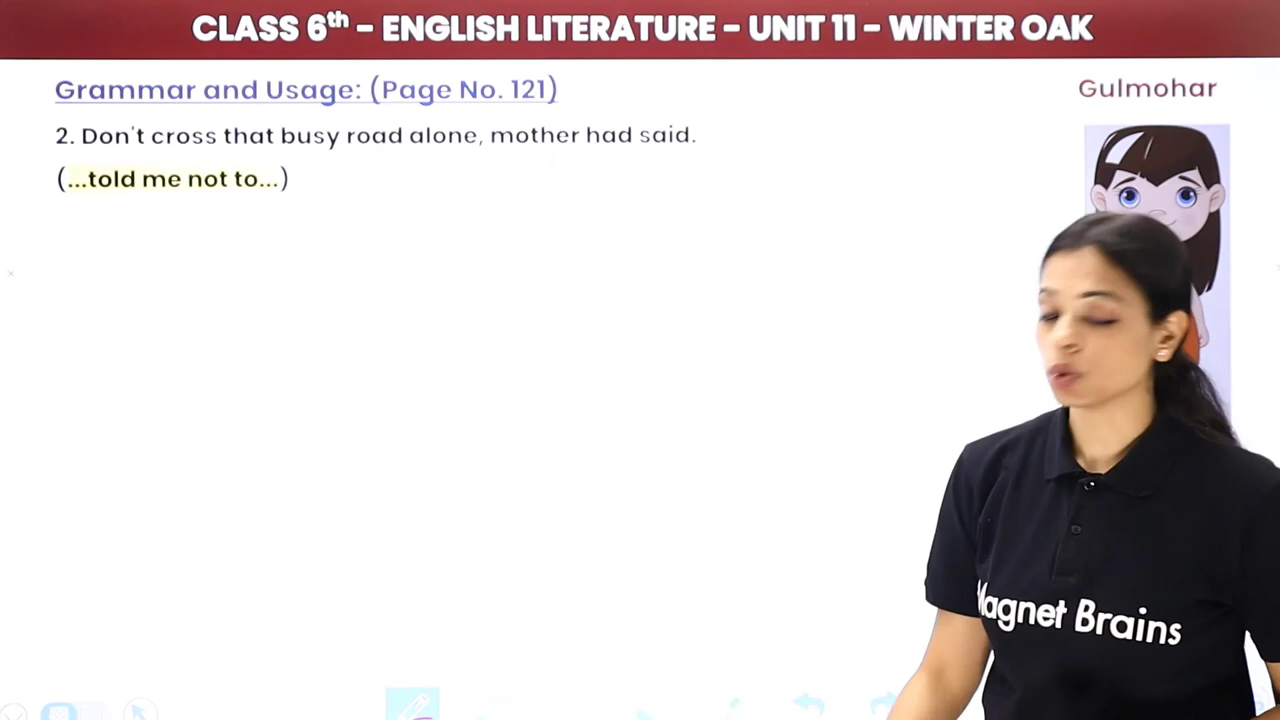 CLASS 6th - ENGLISH LITERATURE - UNIT 11 - WINTER OAK
Grammar and Usage: (Page No. 121)
Gulmohar
2. Don't cross that busy road alone, mother had said.
(...told me not to...)
Magnet Brains